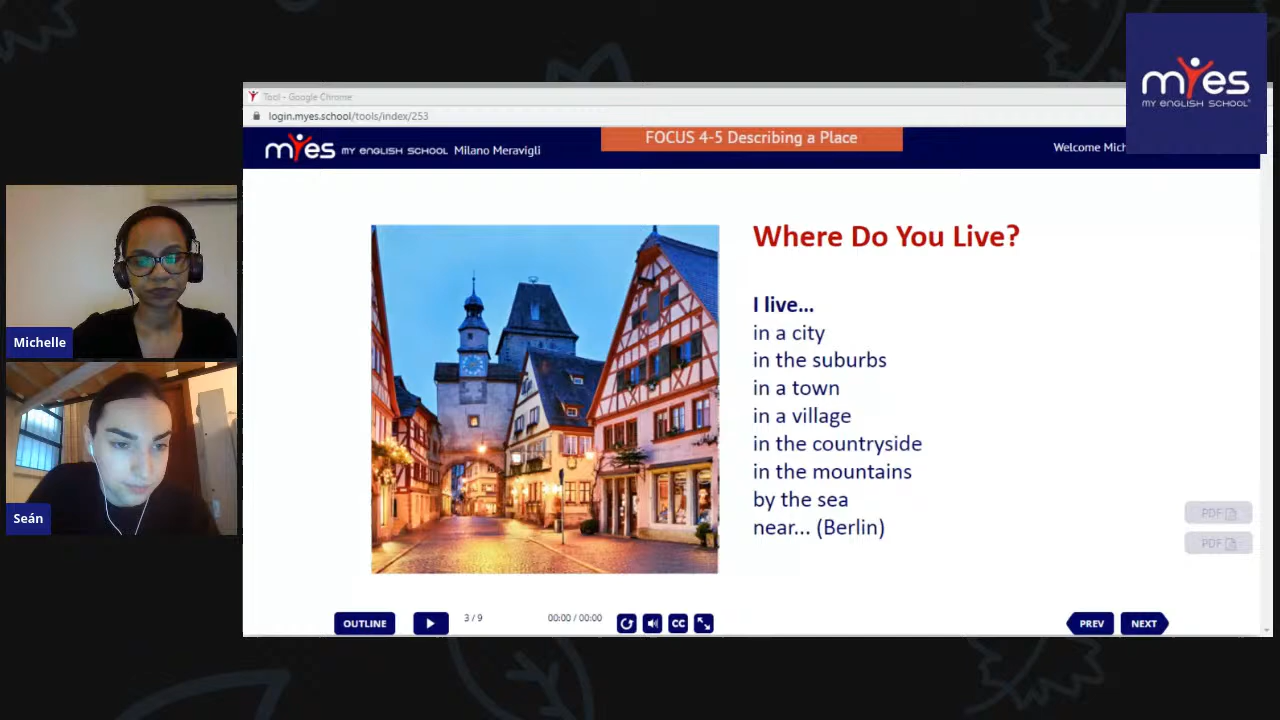 myes
MY ENGLISH SCHOOL
Tool - Google Chrome
login.myes.school/tools/index/253
myes MY ENGLISH SCHOOL Milano Meravigli
FOCUS 4-5 Describing a Place
Welcome Mich
Where Do You Live?
I live...
in a city
in the suburbs
in a town
in a village
in the countryside
in the mountains
by the sea
near... (Berlin)
Michelle
Seán
PDF
PDF
OUTLINE
3 / 9
00:00 / 00:00
CC
PREV
NEXT